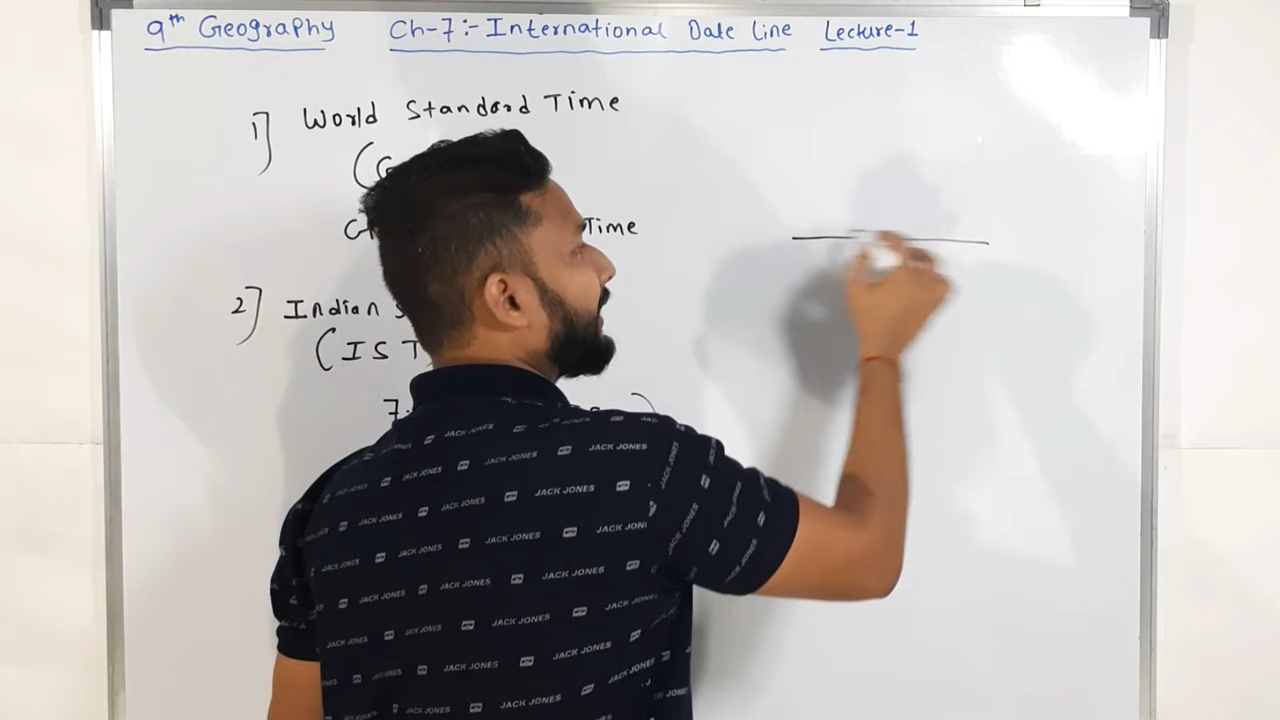 9th Geography Ch-7:- International Date Line Lecture-1
1] World Standard Time
(G
Time
2] Indian S
(IST
7:
JACK JONES